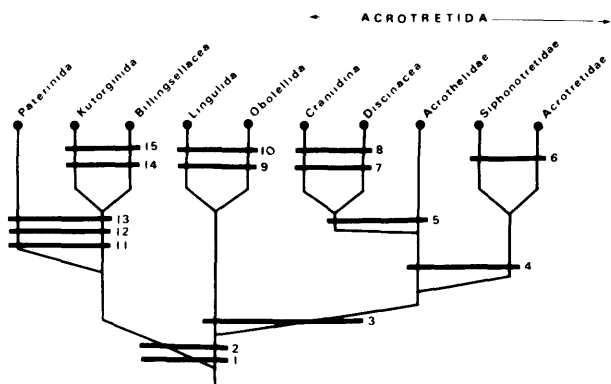 ACROTRETIDA
Paterinida
Kutorginida
Billingsellacea
Lingulida
Obolellida
Craniidina
Discinacea
Acrothelidae
Siphonotretidae
Acrotretidae
15
10
8
6
14
9
7
13
5
12
11
4
3
2
1